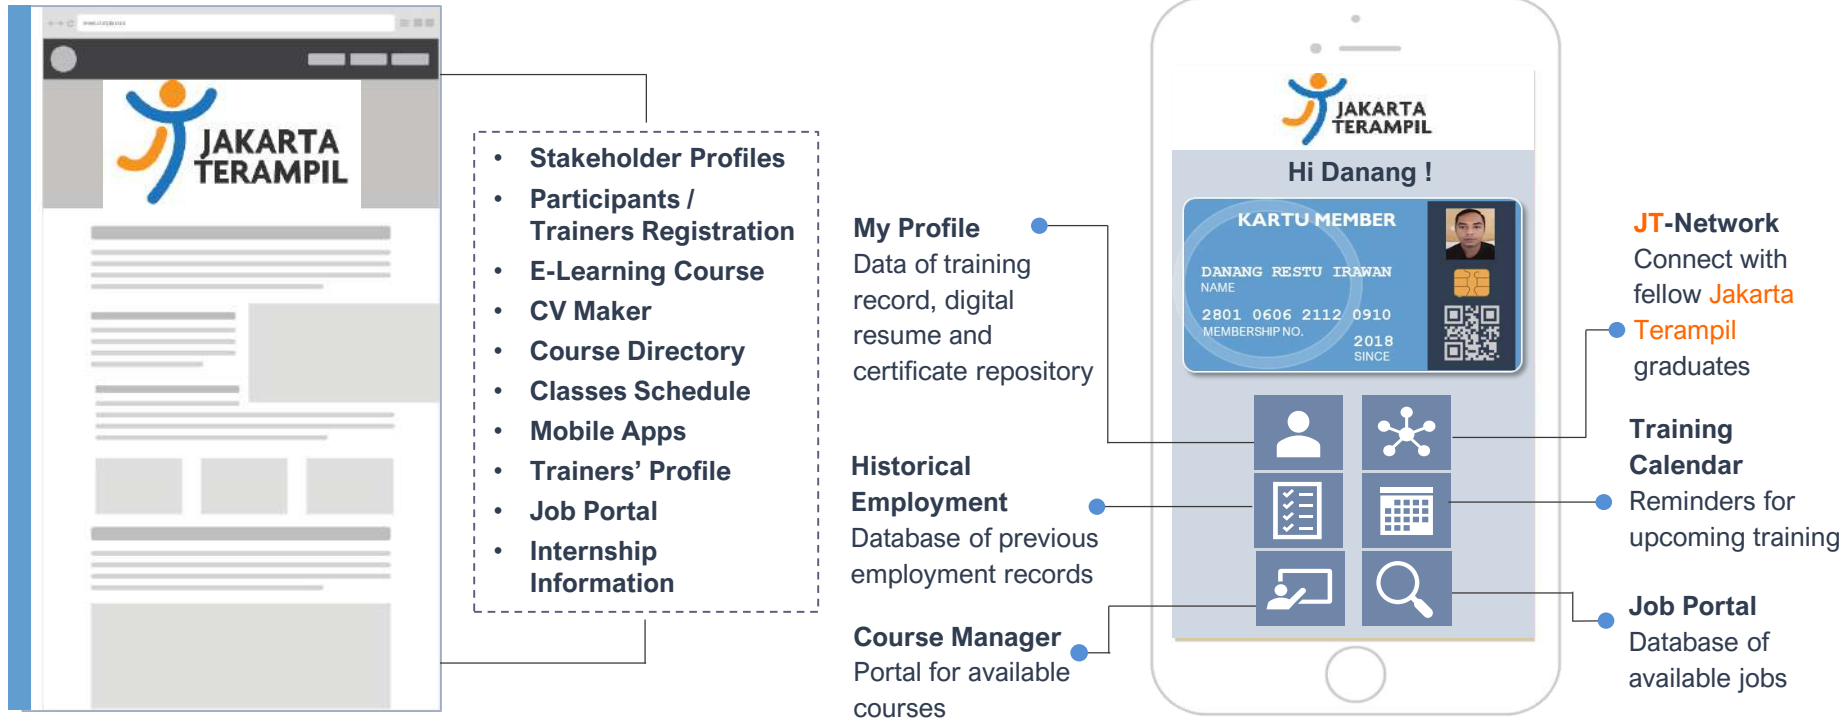 JAKARTA
TERAMPIL
• Stakeholder Profiles
• Participants /
Trainers Registration
• E-Learning Course
• CV Maker
• Course Directory
• Classes Schedule
• Mobile Apps
• Trainers’ Profile
• Job Portal
• Internship
Information
My Profile
Data of training
record, digital
resume and
certificate repository
Historical
Employment
Database of previous
employment records
Course Manager
Portal for available
courses
JAKARTA
TERAMPIL
Hi Danang !
KARTU MEMBER
DANANG RESTU IRAWAN
NAME
2801 0606 2112 0910
MEMBERSHIP NO.
2018
SINCE
JT-Network
Connect with
fellow Jakarta
Terampil
graduates
Training
Calendar
Reminders for
upcoming training
Job Portal
Database of
available jobs